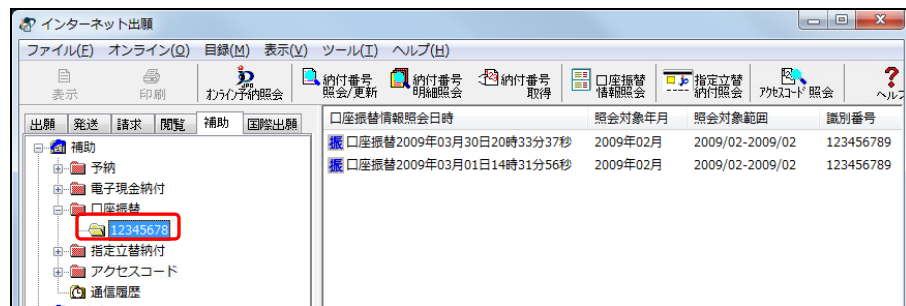 インターネット出願
ファイル(F) オンライン(O) 目録(M) 表示(V) ツール(T) ヘルプ(H)
表示 印刷 オンライン予納照会 納付番号照会/更新 納付番号明細照会 納付番号取得 口座振替情報照会 指定立替納付照会 アクセスコード照会 ヘルプ
出願 発送 請求 閲覧 補助 国際出願
口座振替情報照会日時 照会対象年月 照会対象範囲 識別番号
振 口座振替2009年03月30日20時33分37秒 2009年02月 2009/02-2009/02 123456789
振 口座振替2009年03月01日14時31分56秒 2009年02月 2009/02-2009/02 123456789
補助
予納
電子現金納付
口座振替
12345678
指定立替納付
アクセスコード
通信履歴